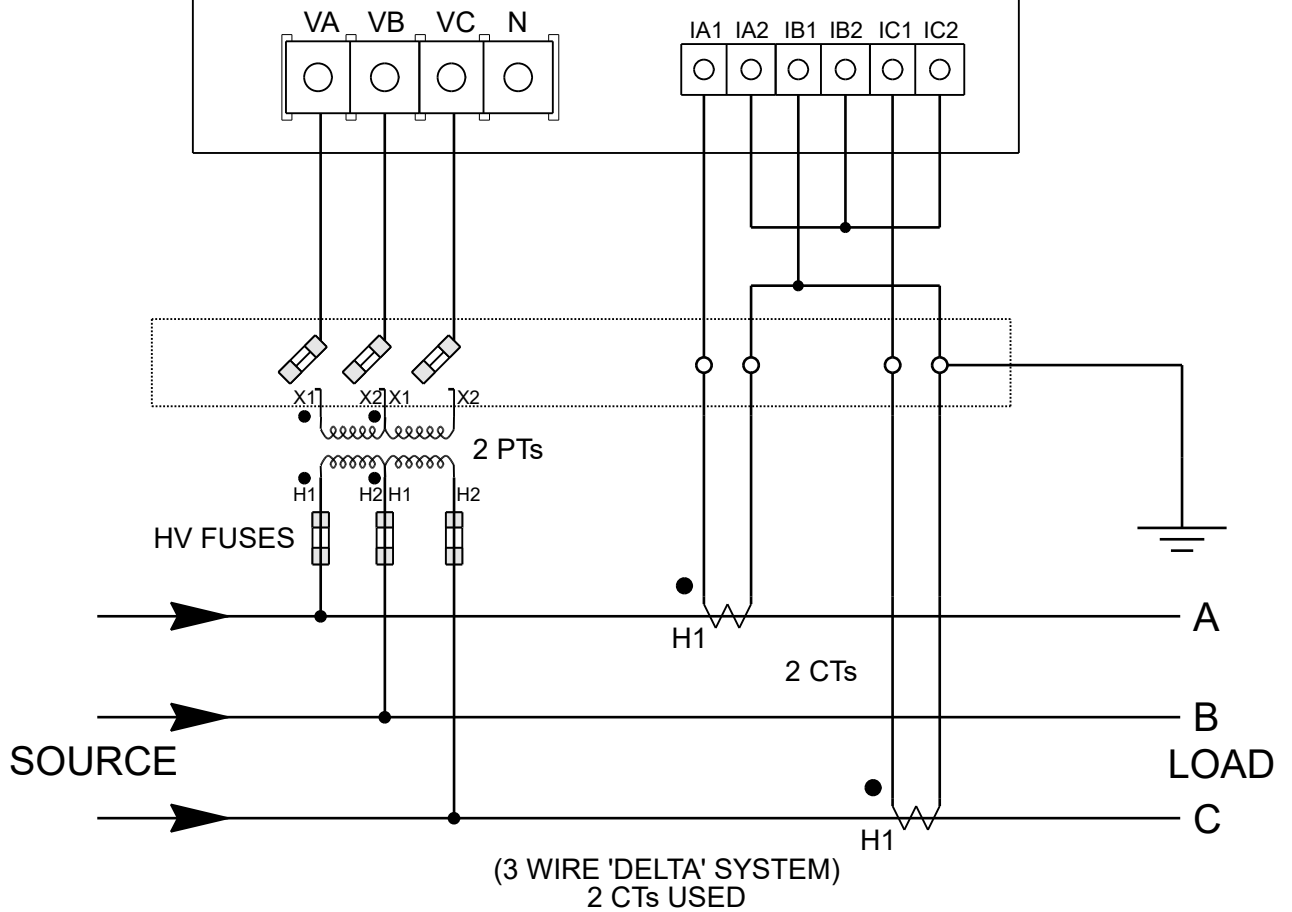 VA VB VC N
IA1 IA2 IB1 IB2 IC1 IC2
X1 X2 X1 X2
2 PTs
H1 H2 H1 H2
HV FUSES
A
H1
2 CTs
B
SOURCE
LOAD
C
H1
(3 WIRE 'DELTA' SYSTEM)
2 CTs USED